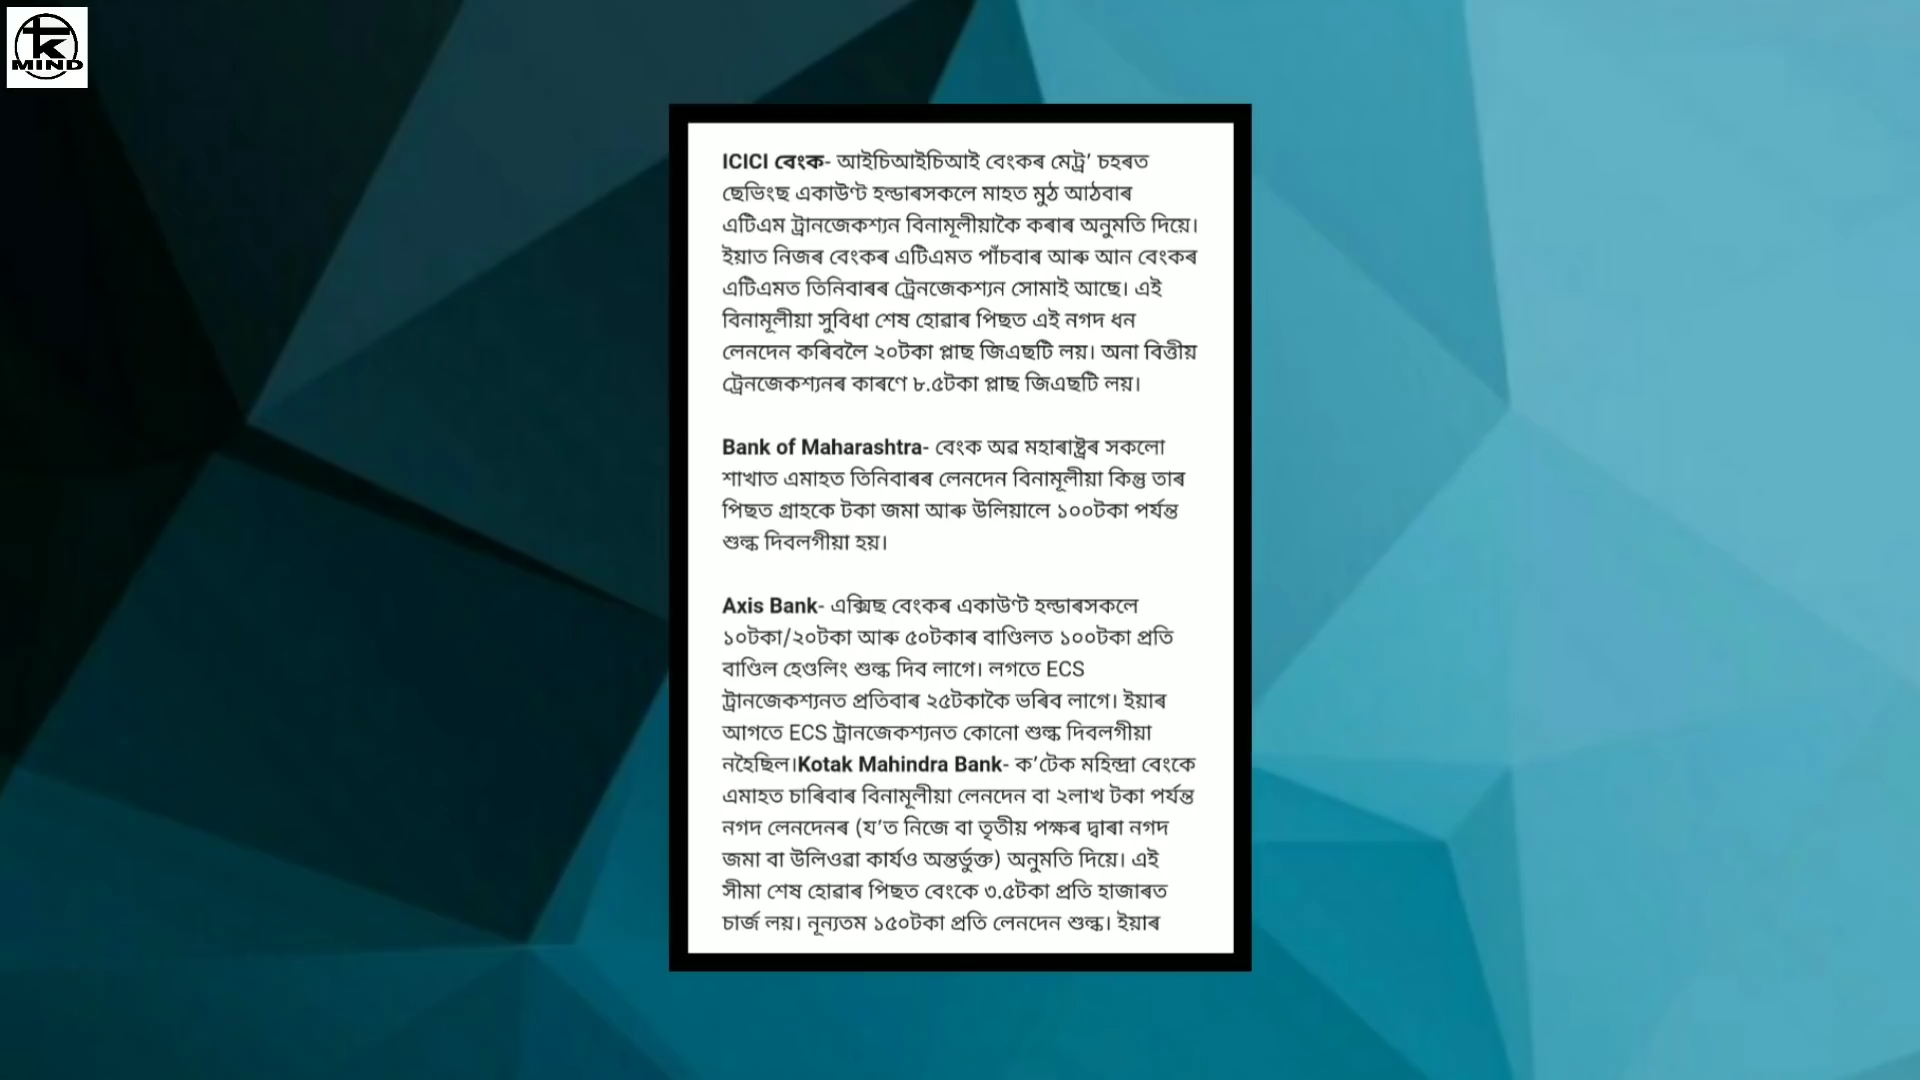 K
MIND
ICICI বেংক- আইচিআইচিআই বেংকৰ মেট্ৰ’ চহৰত
ছেভিংছ একাউণ্ট হল্ডাৰসকলে মাহত মুঠ আঠবাৰ
এটিএম ট্ৰানজেকশ্যন বিনামূলীয়াকৈ কৰাৰ অনুমতি দিয়ে।
ইয়াত নিজৰ বেংকৰ এটিএমত পাঁচবাৰ আৰু আন বেংকৰ
এটিএমত তিনিবাৰৰ ট্ৰেনজেকশ্যন সোমাই আছে। এই
বিনামূলীয়া সুবিধা শেষ হোৱাৰ পিছত এই নগদ ধন
লেনদেন কৰিবলৈ ২০টকা প্লাছ জিএছটি লয়। অনা বিত্তীয়
ট্ৰেনজেকশ্যনৰ কাৰণে ৮.৫টকা প্লাছ জিএছটি লয়।
Bank of Maharashtra- বেংক অৱ মহাৰাষ্ট্ৰৰ সকলো
শাখাত এমাহত তিনিবাৰৰ লেনদেন বিনামূলীয়া কিন্তু তাৰ
পিছত গ্ৰাহকে টকা জমা আৰু উলিয়ালে ১০০টকা পৰ্যন্ত
শুল্ক দিবলগীয়া হয়।
Axis Bank- এক্সিছ বেংকৰ একাউণ্ট হল্ডাৰসকলে
১০টকা/২০টকা আৰু ৫০টকাৰ বাণ্ডিলত ১০০টকা প্ৰতি
বাণ্ডিল হেণ্ডলিং শুল্ক দিব লাগে। লগতে ECS
ট্ৰানজেকশ্যনত প্ৰতিবাৰ ২৫টকাকৈ ভৰিব লাগে। ইয়াৰ
আগতে ECS ট্ৰানজেকশ্যনত কোনো শুল্ক দিবলগীয়া
নহৈছিল।Kotak Mahindra Bank- ক’টেক মহিন্দ্ৰা বেংকে
এমাহত চাৰিবাৰ বিনামূলীয়া লেনদেন বা ২লাখ টকা পৰ্যন্ত
নগদ লেনদেনৰ (য’ত নিজে বা তৃতীয় পক্ষৰ দ্বাৰা নগদ
জমা বা উলিওৱা কাৰ্যও অন্তৰ্ভুক্ত) অনুমতি দিয়ে। এই
সীমা শেষ হোৱাৰ পিছত বেংকে ৩.৫টকা প্ৰতি হাজাৰত
চাৰ্জ লয়। নূন্যতম ১৫০টকা প্ৰতি লেনদেন শুল্ক। ইয়াৰ